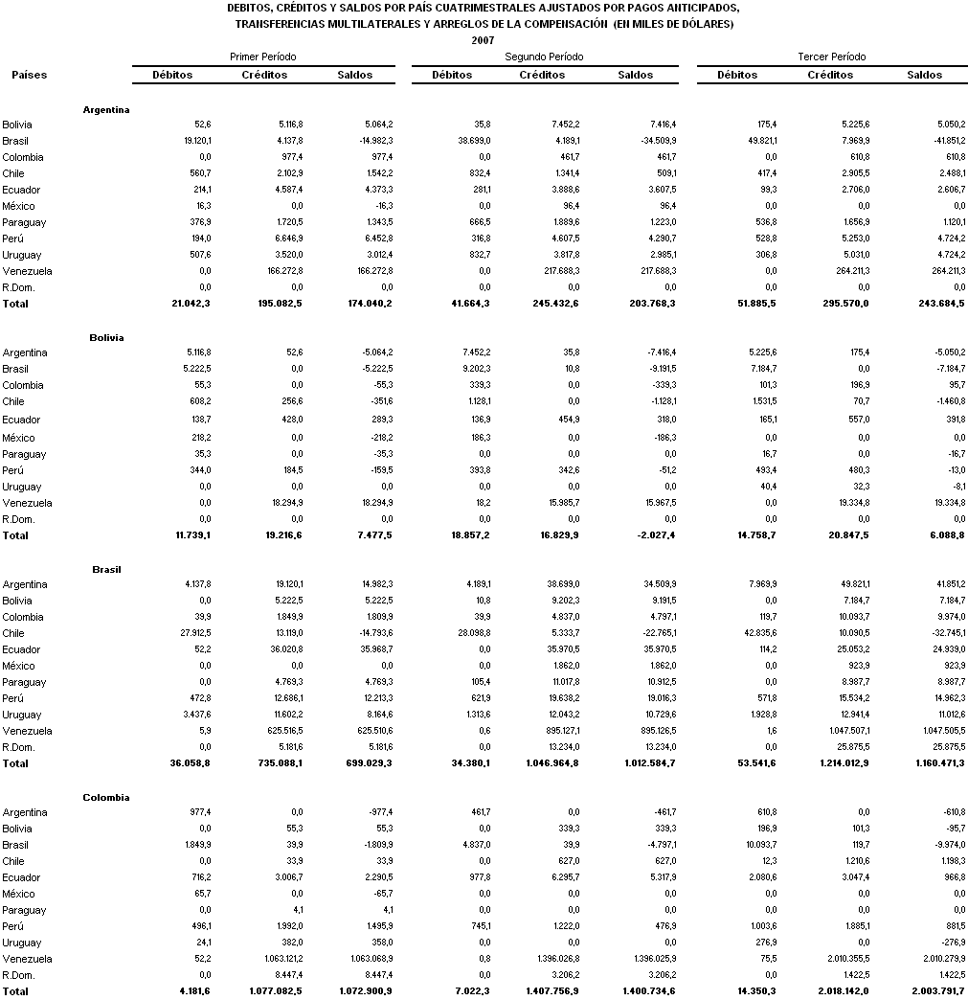 DEBITOS, CRÉDITOS Y SALDOS POR PAÍS CUATRIMESTRALES AJUSTADOS POR PAGOS ANTICIPADOS,
TRANSFERENCIAS MULTILATERALES Y ARREGLOS DE LA COMPENSACIÓN (EN MILES DE DÓLARES)
2007
Primer Período Segundo Período Tercer Período
Países Débitos Créditos Saldos Débitos Créditos Saldos Débitos Créditos Saldos
Argentina
Bolivia 52,6 5.116,8 5.064,2 35,8 7.452,2 7.416,4 175,4 5.225,6 5.050,2
Brasil 19.120,1 4.137,8 -14.982,3 38.699,0 4.189,1 -34.509,9 49.821,1 7.969,9 -41.851,2
Colombia 0,0 977,4 977,4 0,0 461,7 461,7 0,0 610,8 610,8
Chile 560,7 2.102,9 1.542,2 832,4 1.341,4 509,1 417,4 2.905,5 2.488,1
Ecuador 214,1 4.587,4 4.373,3 281,1 3.888,6 3.607,5 99,3 2.706,0 2.606,7
México 16,3 0,0 -16,3 0,0 96,4 96,4 0,0 0,0 0,0
Paraguay 376,9 1.720,5 1.343,5 666,5 1.889,6 1.223,0 536,8 1.656,9 1.120,1
Perú 194,0 6.646,9 6.452,8 316,8 4.607,5 4.290,7 528,8 5.253,0 4.724,2
Uruguay 507,6 3.520,0 3.012,4 832,7 3.817,8 2.985,1 306,8 5.031,0 4.724,2
Venezuela 0,0 166.272,8 166.272,8 0,0 217.688,3 217.688,3 0,0 264.211,3 264.211,3
R.Dom. 0,0 0,0 0,0 0,0 0,0 0,0 0,0 0,0 0,0
Total 21.042,3 195.082,5 174.040,2 41.664,3 245.432,6 203.768,3 51.885,5 295.570,0 243.684,5
Bolivia
Argentina 5.116,8 52,6 -5.064,2 7.452,2 35,8 -7.416,4 5.225,6 175,4 -5.050,2
Brasil 5.222,5 0,0 -5.222,5 9.202,3 10,8 -9.191,5 7.184,7 0,0 -7.184,7
Colombia 55,3 0,0 -55,3 339,3 0,0 -339,3 101,3 196,9 95,7
Chile 608,2 256,6 -351,6 1.128,1 0,0 -1.128,1 1.531,5 70,7 -1.460,8
Ecuador 138,7 428,0 289,3 136,9 454,9 318,0 165,1 557,0 391,8
México 218,2 0,0 -218,2 186,3 0,0 -186,3 0,0 0,0 0,0
Paraguay 35,3 0,0 -35,3 0,0 0,0 0,0 16,7 0,0 -16,7
Perú 344,0 184,5 -159,5 393,8 342,6 -51,2 493,4 480,3 -13,0
Uruguay 0,0 0,0 0,0 0,0 0,0 0,0 40,4 32,3 -8,1
Venezuela 0,0 18.294,9 18.294,9 18,2 15.985,7 15.967,5 0,0 19.334,8 19.334,8
R.Dom. 0,0 0,0 0,0 0,0 0,0 0,0 0,0 0,0 0,0
Total 11.739,1 19.216,6 7.477,5 18.857,2 16.829,9 -2.027,4 14.758,7 20.847,5 6.088,8
Brasil
Argentina 4.137,8 19.120,1 14.982,3 4.189,1 38.699,0 34.509,9 7.969,9 49.821,1 41.851,2
Bolivia 0,0 5.222,5 5.222,5 10,8 9.202,3 9.191,5 0,0 7.184,7 7.184,7
Colombia 39,9 1.849,9 1.809,9 39,9 4.837,0 4.797,1 119,7 10.093,7 9.974,0
Chile 27.912,5 13.119,0 -14.793,6 28.098,8 5.333,7 -22.765,1 42.835,6 10.090,5 -32.745,1
Ecuador 52,2 36.020,8 35.968,7 0,0 35.970,5 35.970,5 114,2 25.053,2 24.939,0
México 0,0 0,0 0,0 0,0 1.862,0 1.862,0 0,0 923,9 923,9
Paraguay 0,0 4.769,3 4.769,3 105,4 11.017,8 10.912,5 0,0 8.987,7 8.987,7
Perú 472,8 12.686,1 12.213,3 621,9 19.638,2 19.016,3 571,8 15.534,2 14.962,3
Uruguay 3.437,6 11.602,2 8.164,6 1.313,6 12.043,2 10.729,6 1.928,8 12.941,4 11.012,6
Venezuela 5,9 625.516,5 625.510,6 0,6 895.127,1 895.126,5 1,6 1.047.507,1 1.047.505,5
R.Dom. 0,0 5.181,6 5.181,6 0,0 13.234,0 13.234,0 0,0 25.875,5 25.875,5
Total 36.058,8 735.088,1 699.029,3 34.380,1 1.046.964,8 1.012.584,7 53.541,6 1.214.012,9 1.160.471,3
Colombia
Argentina 977,4 0,0 -977,4 461,7 0,0 -461,7 610,8 0,0 -610,8
Bolivia 0,0 55,3 55,3 0,0 339,3 339,3 196,9 101,3 -95,7
Brasil 1.849,9 39,9 -1.809,9 4.837,0 39,9 -4.797,1 10.093,7 119,7 -9.974,0
Chile 0,0 33,9 33,9 0,0 627,0 627,0 12,3 1.210,6 1.198,3
Ecuador 716,2 3.006,7 2.290,5 977,8 6.295,7 5.317,9 2.080,6 3.047,4 966,8
México 65,7 0,0 -65,7 0,0 0,0 0,0 0,0 0,0 0,0
Paraguay 0,0 4,1 4,1 0,0 0,0 0,0 0,0 0,0 0,0
Perú 496,1 1.992,0 1.495,9 745,1 1.222,0 476,9 1.003,6 1.885,1 881,5
Uruguay 24,1 382,0 358,0 0,0 0,0 0,0 276,9 0,0 -276,9
Venezuela 52,2 1.063.121,2 1.063.068,9 0,8 1.396.026,8 1.396.025,9 75,5 2.010.355,5 2.010.279,9
R.Dom. 0,0 8.447,4 8.447,4 0,0 3.206,2 3.206,2 0,0 1.422,5 1.422,5
Total 4.181,6 1.077.082,5 1.072.900,9 7.022,3 1.407.756,9 1.400.734,6 14.350,3 2.018.142,0 2.003.791,7